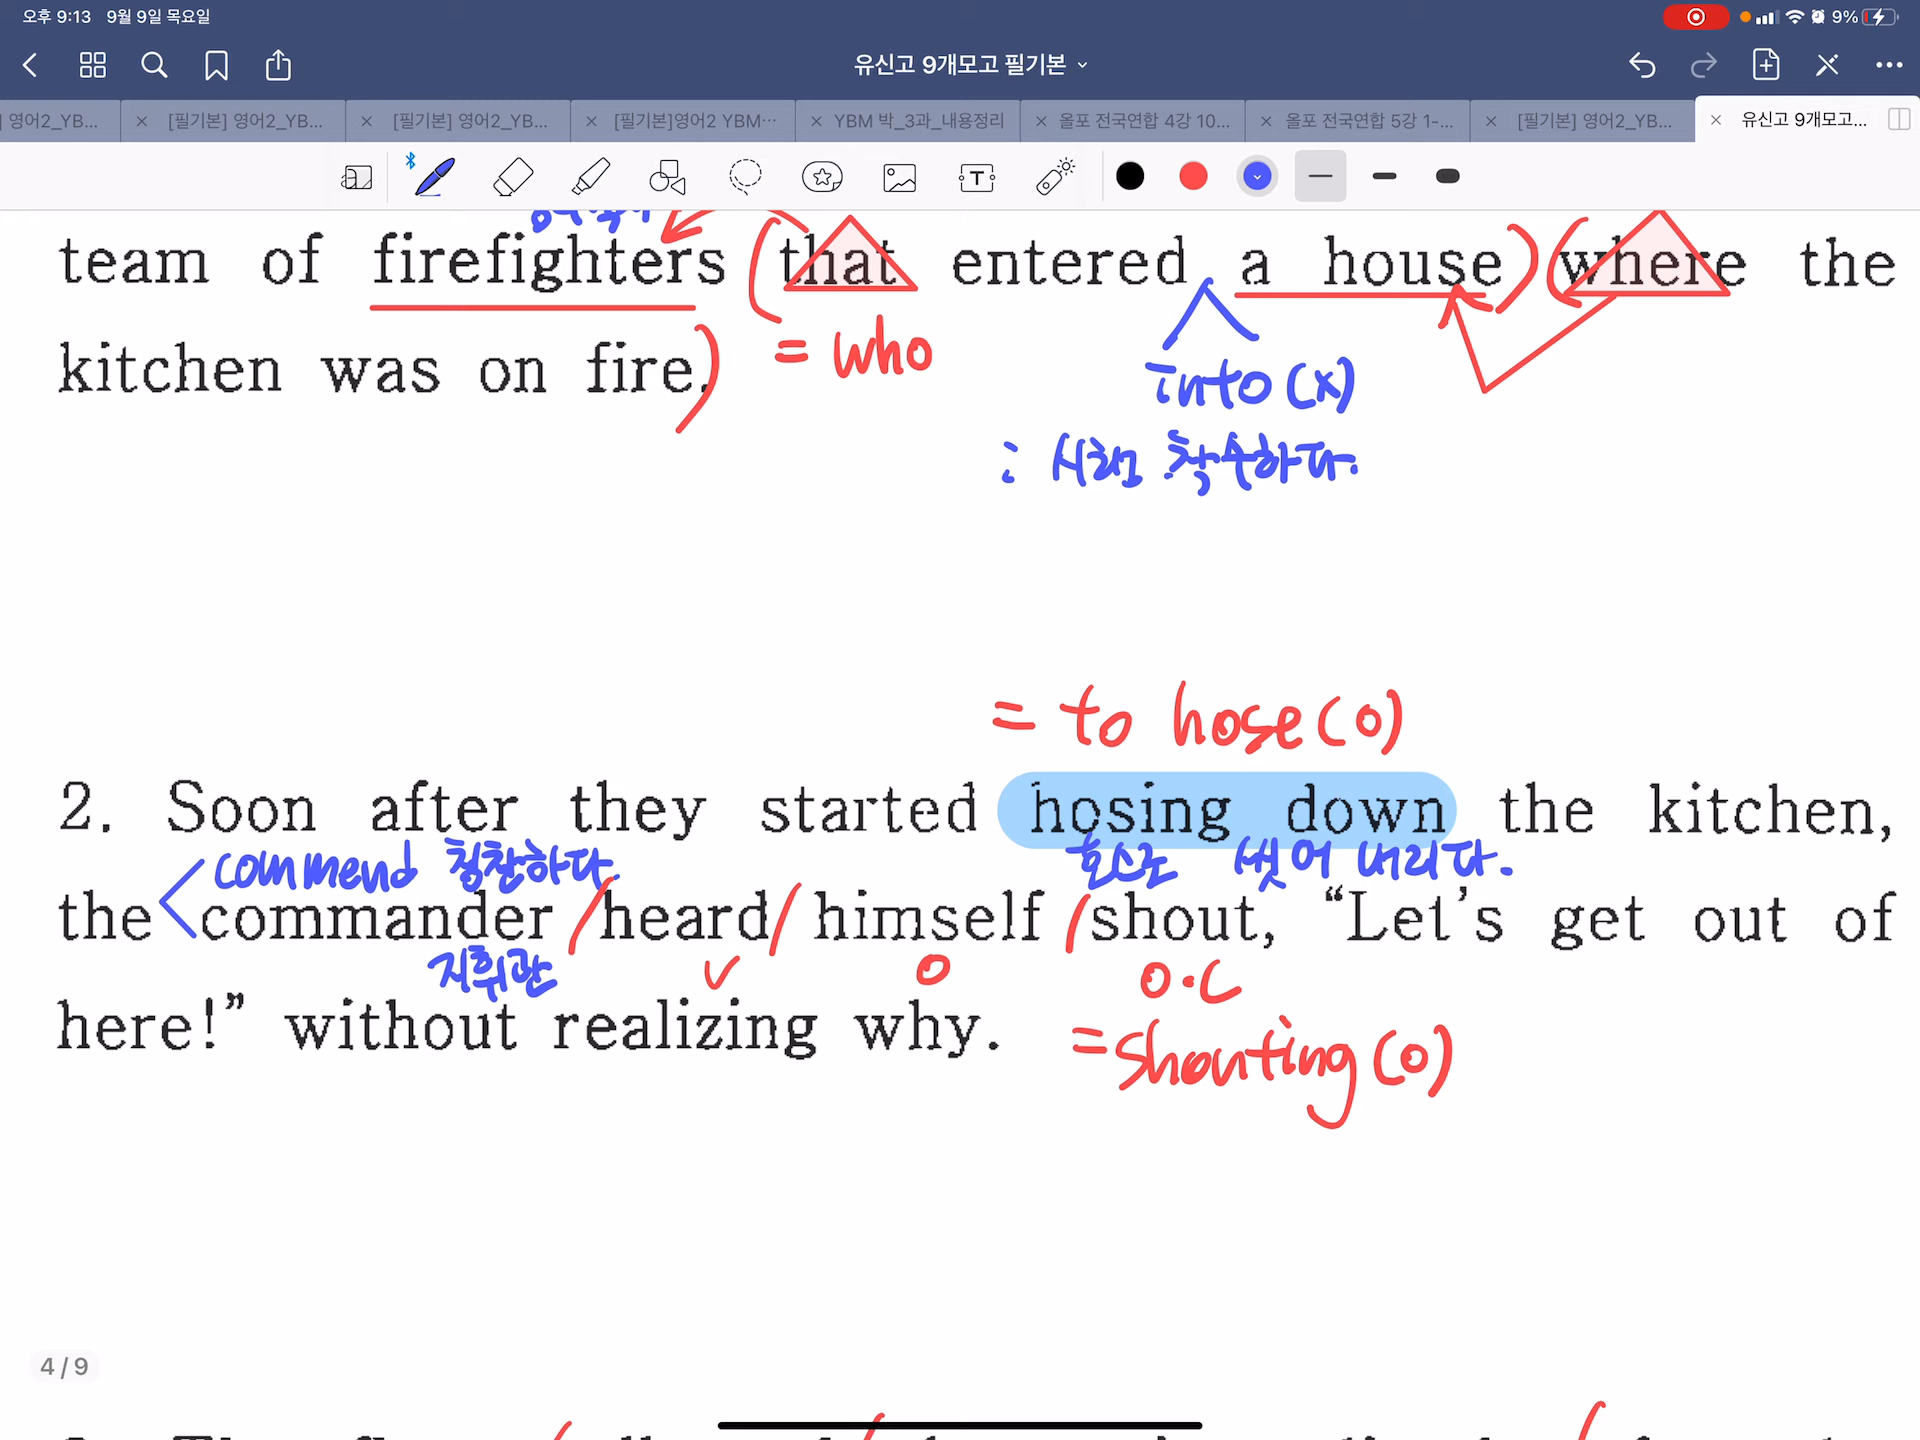 오후 9:13 9월 9일 목요일 9%
유신고 9개모고 필기본
영어2_YB... [필기본] 영어2_YB... [필기본] 영어2_YB... [필기본]영어2 YBM··· YBM 박_3과_내용정리 올포 전국연합 4강 10... 올포 전국연합 5강 1-... [필기본] 영어2_YB... 유신고 9개모고...
team of firefighters (that entered a house) (where the
kitchen was on fire.)
= who
into (x)
: 시행 착수하다.
= to hose (o)
2. Soon after they started hosing down the kitchen,
commend 칭찬하다. 호스로 씻어 내리다.
the commander / heard / himself / shout, “Let's get out of
지휘관 v o o.c
here!” without realizing why.
= shouting (o)
4 / 9